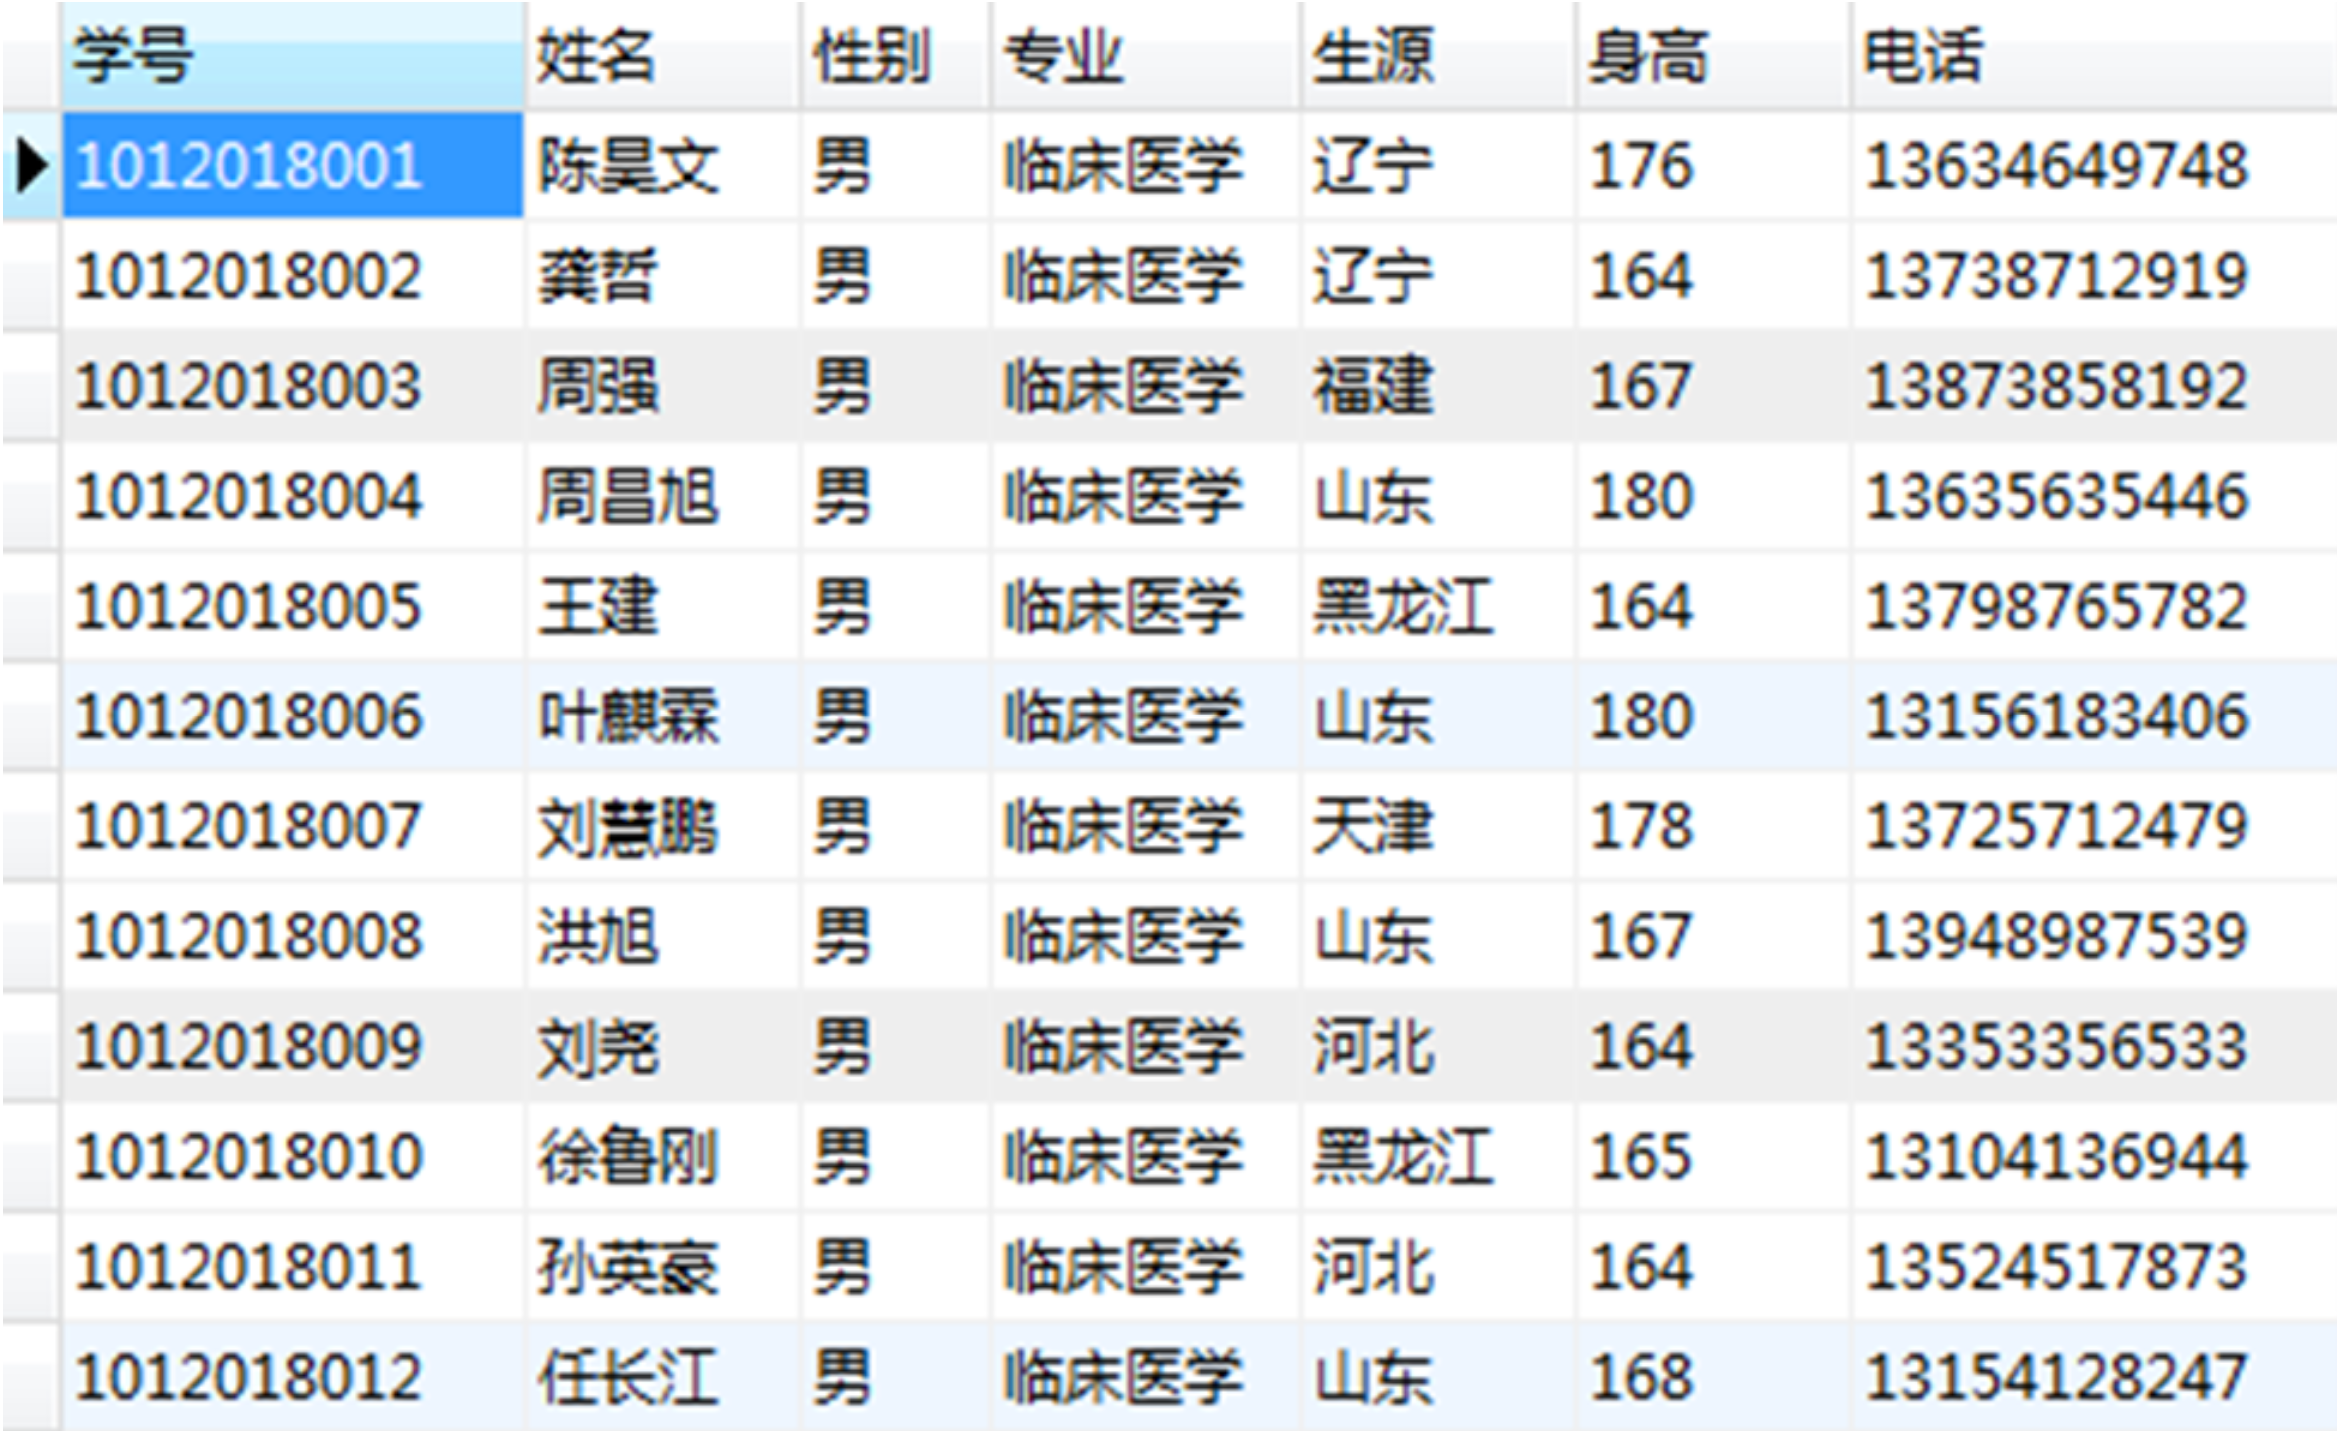 学号 姓名 性别 专业 生源 身高 电话
1012018001 陈昊文 男 临床医学 辽宁 176 13634649748
1012018002 龚哲 男 临床医学 辽宁 164 13738712919
1012018003 周强 男 临床医学 福建 167 13873858192
1012018004 周昌旭 男 临床医学 山东 180 13635635446
1012018005 王建 男 临床医学 黑龙江 164 13798765782
1012018006 叶麒霖 男 临床医学 山东 180 13156183406
1012018007 刘慧鹏 男 临床医学 天津 178 13725712479
1012018008 洪旭 男 临床医学 山东 167 13948987539
1012018009 刘尧 男 临床医学 河北 164 13353356533
1012018010 徐鲁刚 男 临床医学 黑龙江 165 13104136944
1012018011 孙英豪 男 临床医学 河北 164 13524517873
1012018012 任长江 男 临床医学 山东 168 13154128247